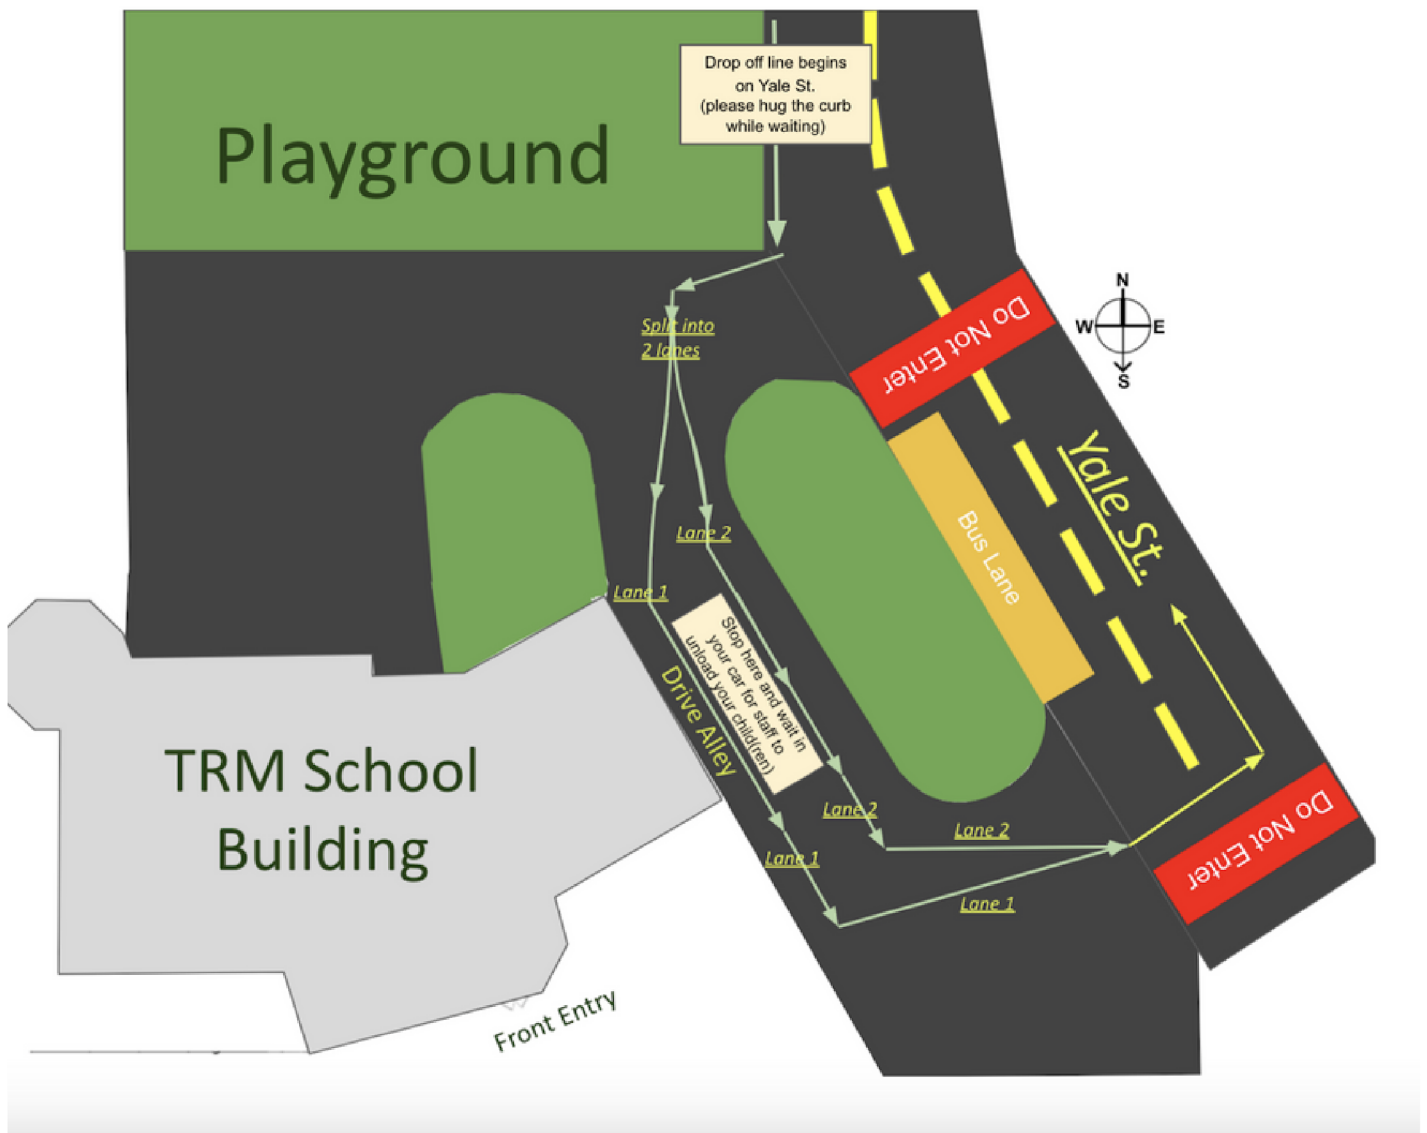 Drop off line begins
on Yale St.
(please hug the curb
while waiting)
Playground
N
W
E
S
Do Not Enter
Split into
2 lanes
Yale St.
Bus Lane
Lane 2
Lane 1
Stop here and wait in
your car for staff to
unload your child(ren)
Drive Alley
TRM School
Building
Lane 2
Lane 2
Lane 1
Do Not Enter
Lane 1
Front Entry